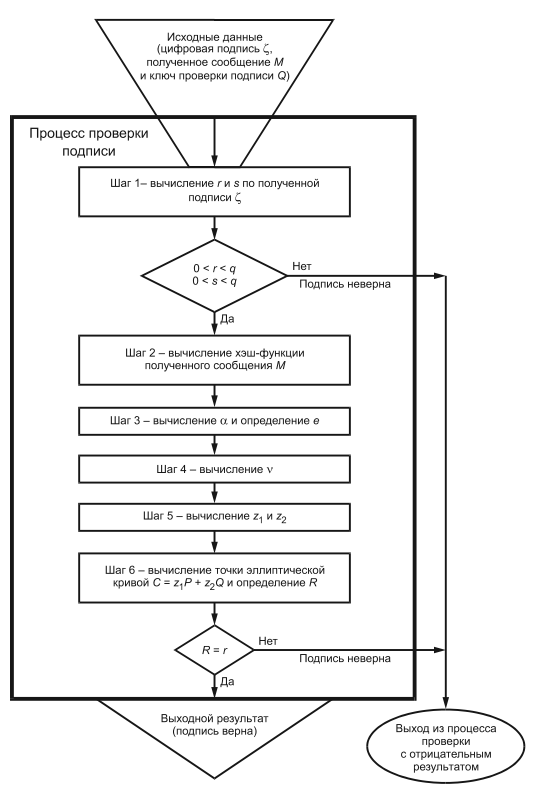 Исходные данные
(цифровая подпись ζ,
полученное сообщение M
и ключ проверки подписи Q)
Процесс проверки
подписи
Шаг 1– вычисление r и s по полученной
подписи ζ
0 < r < q
0 < s < q
Нет
Подпись неверна
Да
Шаг 2 – вычисление хэш-функции
полученного сообщения M
Шаг 3 – вычисление α и определение e
Шаг 4 – вычисление ν
Шаг 5 – вычисление z₁ и z₂
Шаг 6 – вычисление точки эллиптической
кривой C = z₁P + z₂Q и определение R
R = r
Нет
Подпись неверна
Да
Выходной результат
(подпись верна)
Выход из процесса
проверки
с отрицательным
результатом